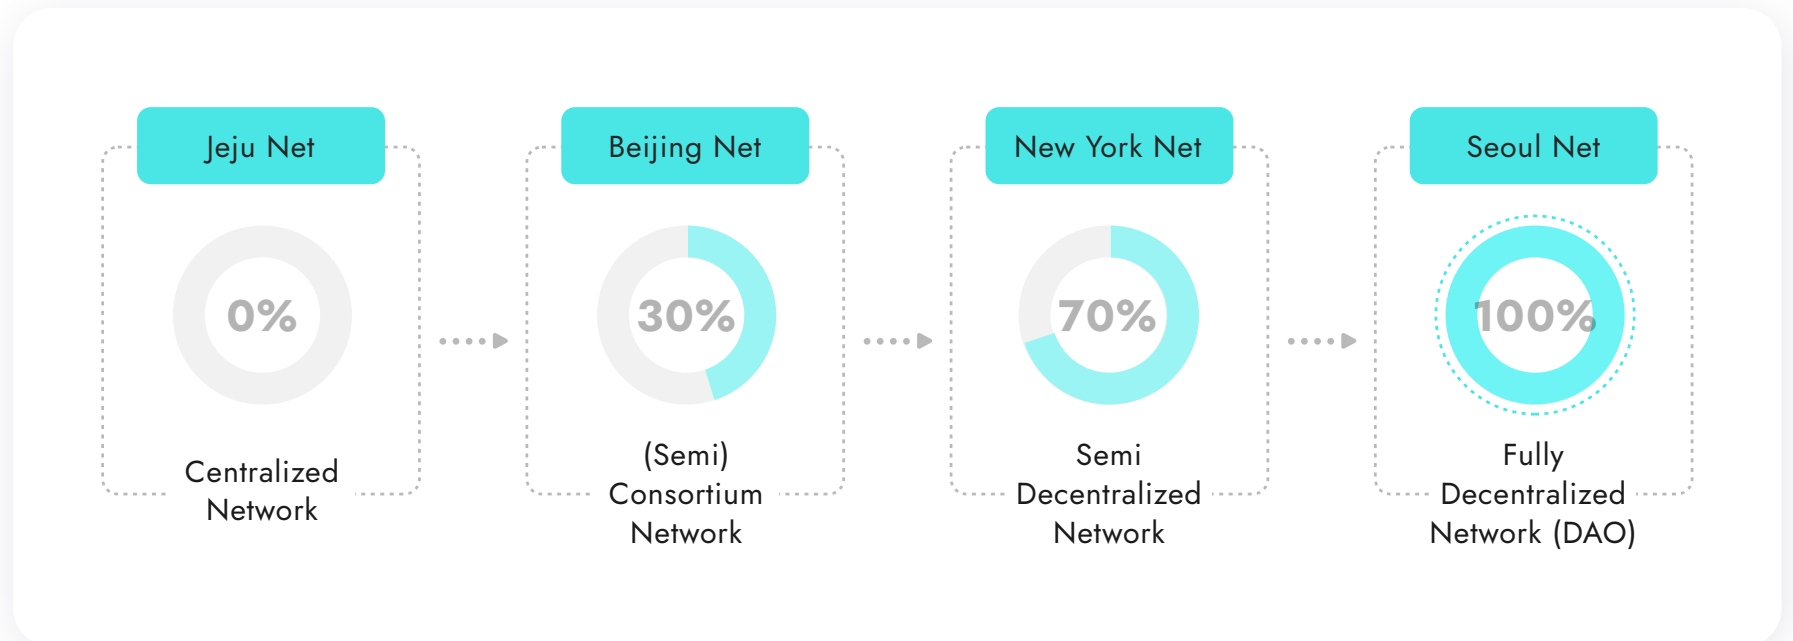 Jeju Net
0%
Centralized
Network
Beijing Net
30%
(Semi)
Consortium
Network
New York Net
70%
Semi
Decentralized
Network
Seoul Net
100%
Fully
Decentralized
Network (DAO)